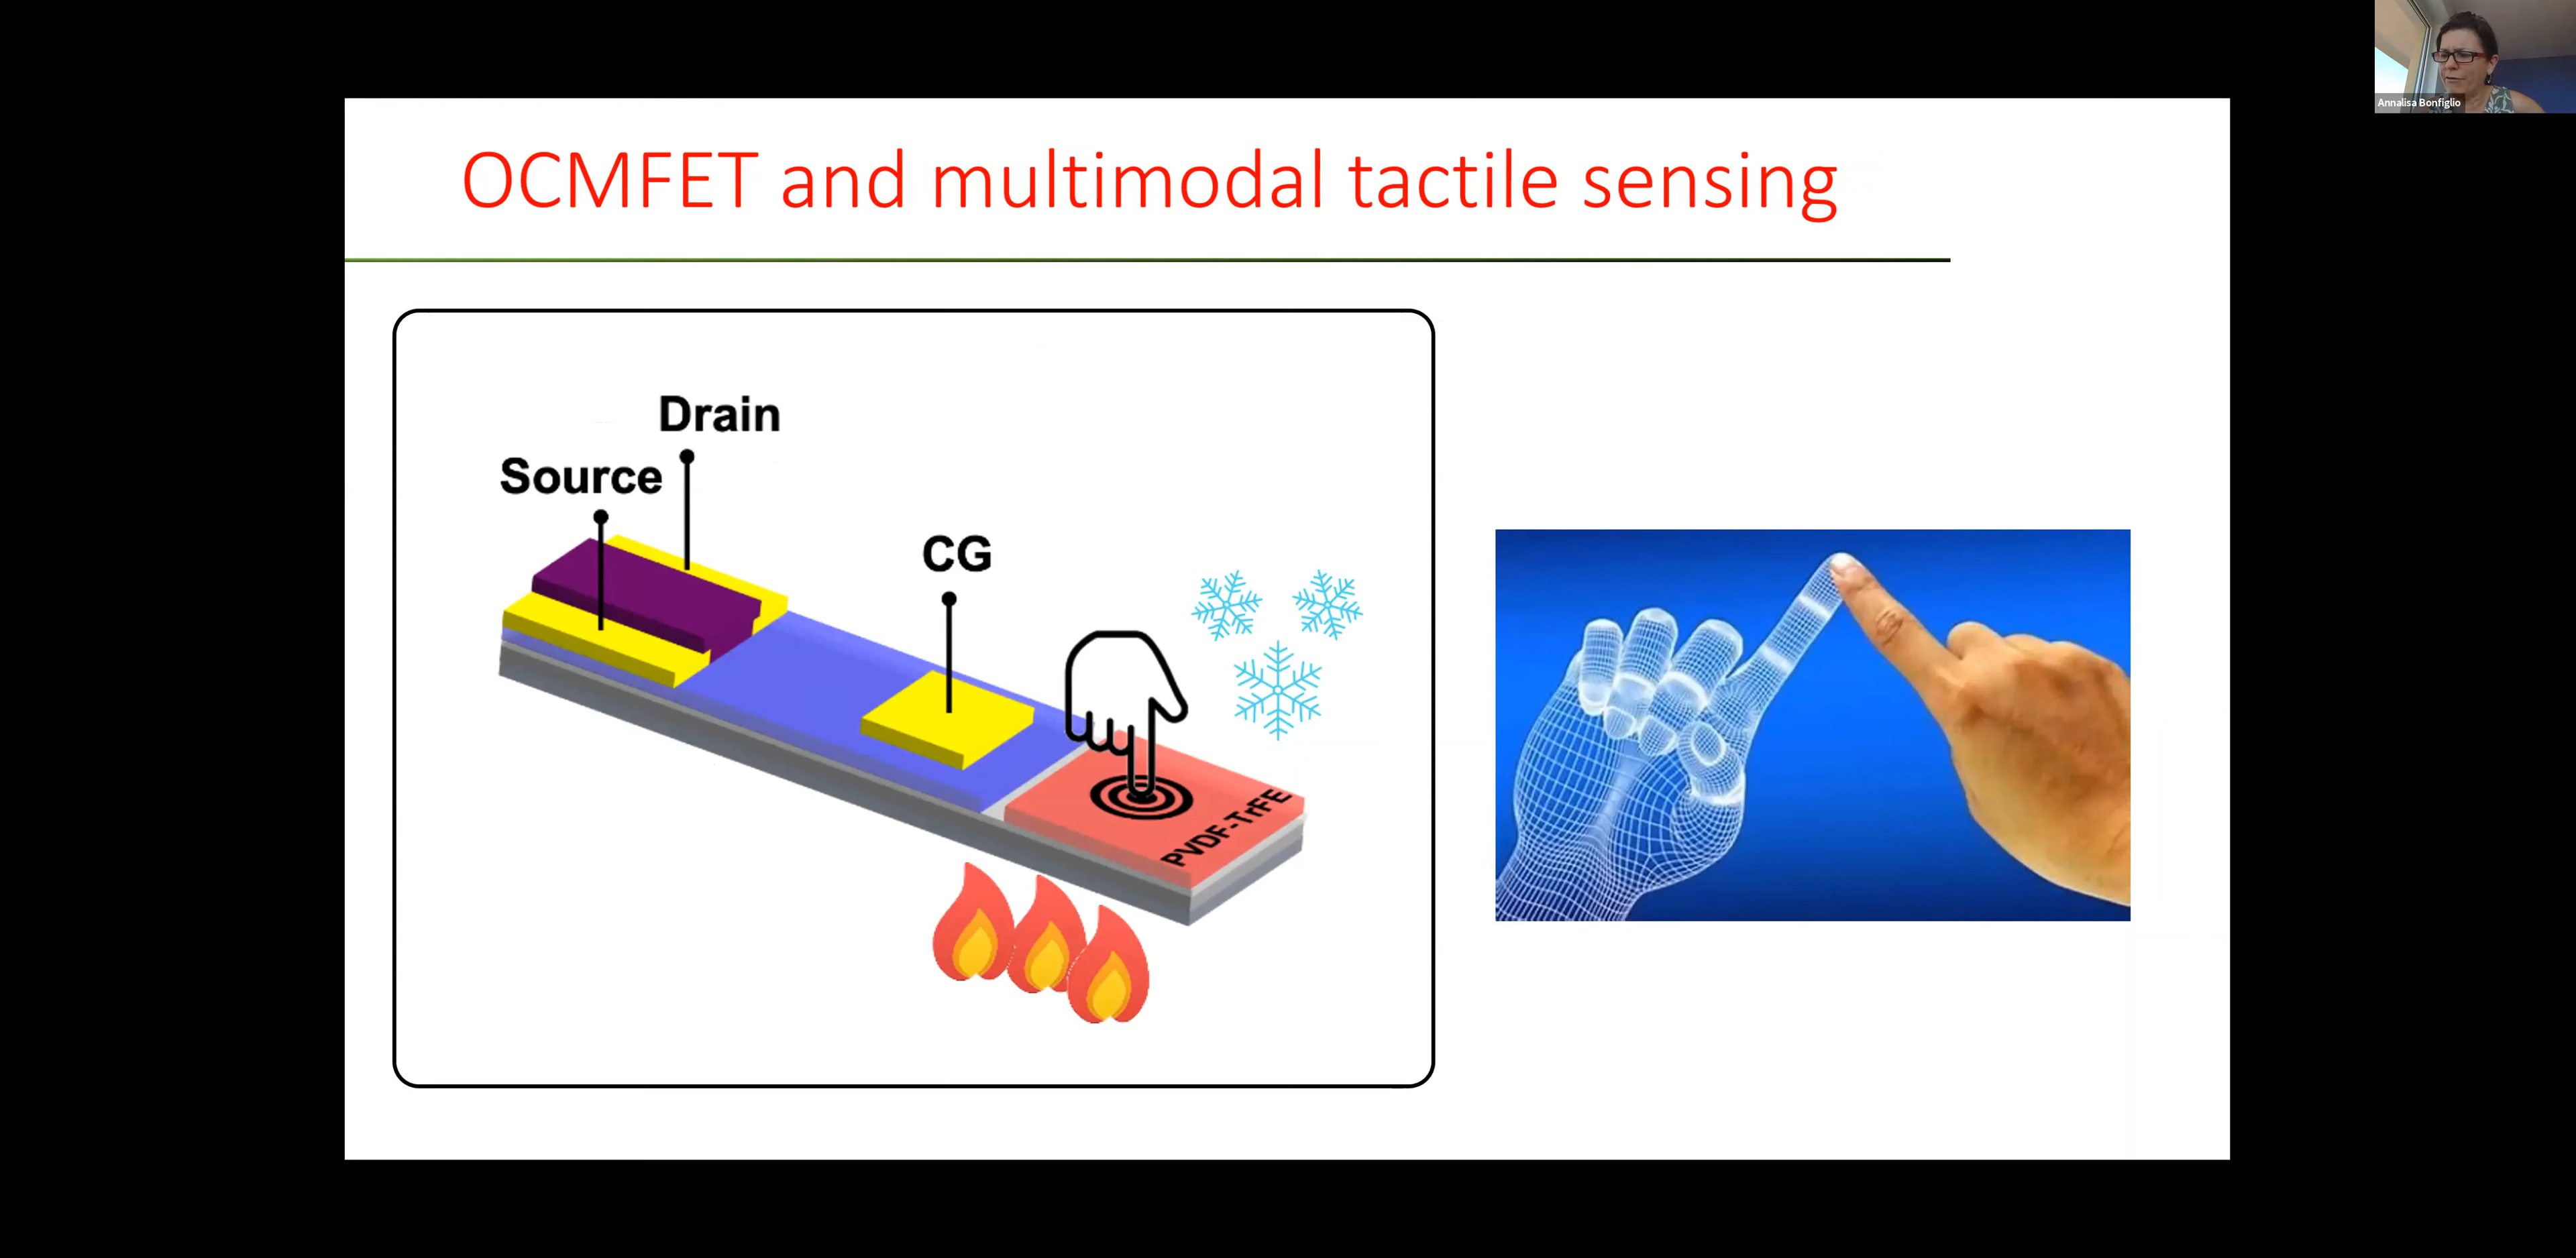 Annalisa Bonfiglio
OCMFET and multimodal tactile sensing
Drain
Source
CG
PVDF-TrFE